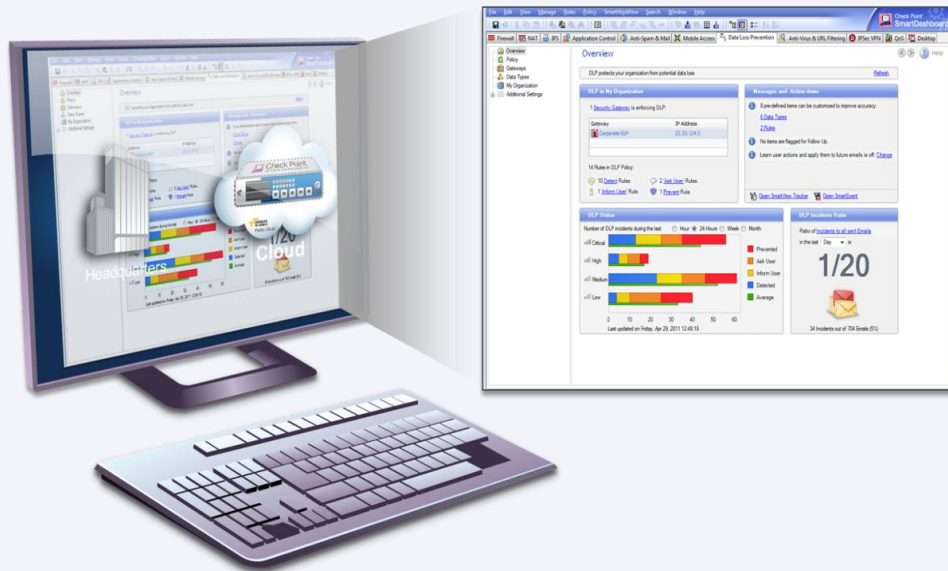 File Edit View Manage Rules Policy SmartWorkflow Search Window Help
Check Point
SmartDashboard
Firewall NAT IPS Application Control Anti-Spam & Mail Mobile Access Data Loss Prevention Anti-Virus & URL Filtering IPSec VPN QoS Desktop
Overview
Policy
Gateways
Data Types
My Organization
Additional Settings
Overview
Help
DLP protects your organization from potential data loss
Refresh
DLP in My Organization
1 Security Gateway is enforcing DLP.
Gateway IP Address
Corporate-DLP
14 Rules in DLP Policy:
10 Detect Rules 2 'Ask User' Rules
1 'Inform User' Rule 1 Prevent Rule
Messages and Action items
8 pre-defined items can be customized to improve accuracy.
6 Data Types
2 Rules
No items are flagged for Follow Up.
Learn user actions and apply them to future emails is off. Change
Open SmartView Tracker Open SmartEvent
DLP Status
Number of DLP incidents during the last: Hour 24 Hours Week Month
Critical
High
Medium
Low
Prevented
Ask User
Inform User
Detected
Average
0 10 20 30 40 50 60
Last updated on Friday, Apr 29, 2011 12:49:18
DLP Incidents Ratio
Ratio of Incidents to all sent Emails
in the last Day is:
1/20
34 Incidents out of 704 Emails (5%)
Headquarters
Check Point
Public Cloud
Cloud